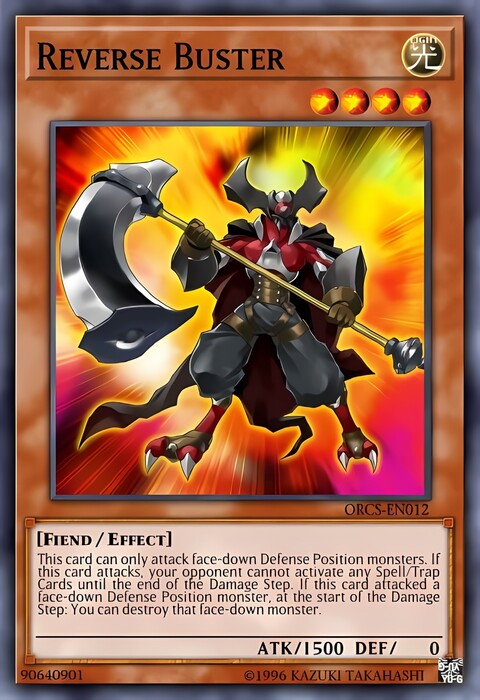 REVERSE BUSTER
LIGHT
光
ORCS-EN012
[FIEND / EFFECT]
This card can only attack face-down Defense Position monsters. If
this card attacks, your opponent cannot activate any Spell/Trap
Cards until the end of the Damage Step. If this card attacked a
face-down Defense Position monster, at the start of the Damage
Step: You can destroy that face-down monster.
ATK/1500 DEF/ 0
90640901
©1996 KAZUKI TAKAHASHI